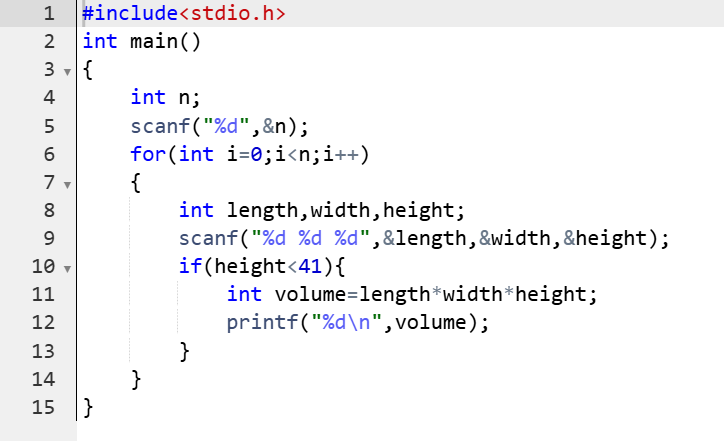 1 #include<stdio.h>
2 int main()
3 {
4     int n;
5     scanf("%d",&n);
6     for(int i=0;i<n;i++)
7     {
8         int length,width,height;
9         scanf("%d %d %d",&length,&width,&height);
10         if(height<41){
11             int volume=length*width*height;
12             printf("%d\n",volume);
13         }
14     }
15 }